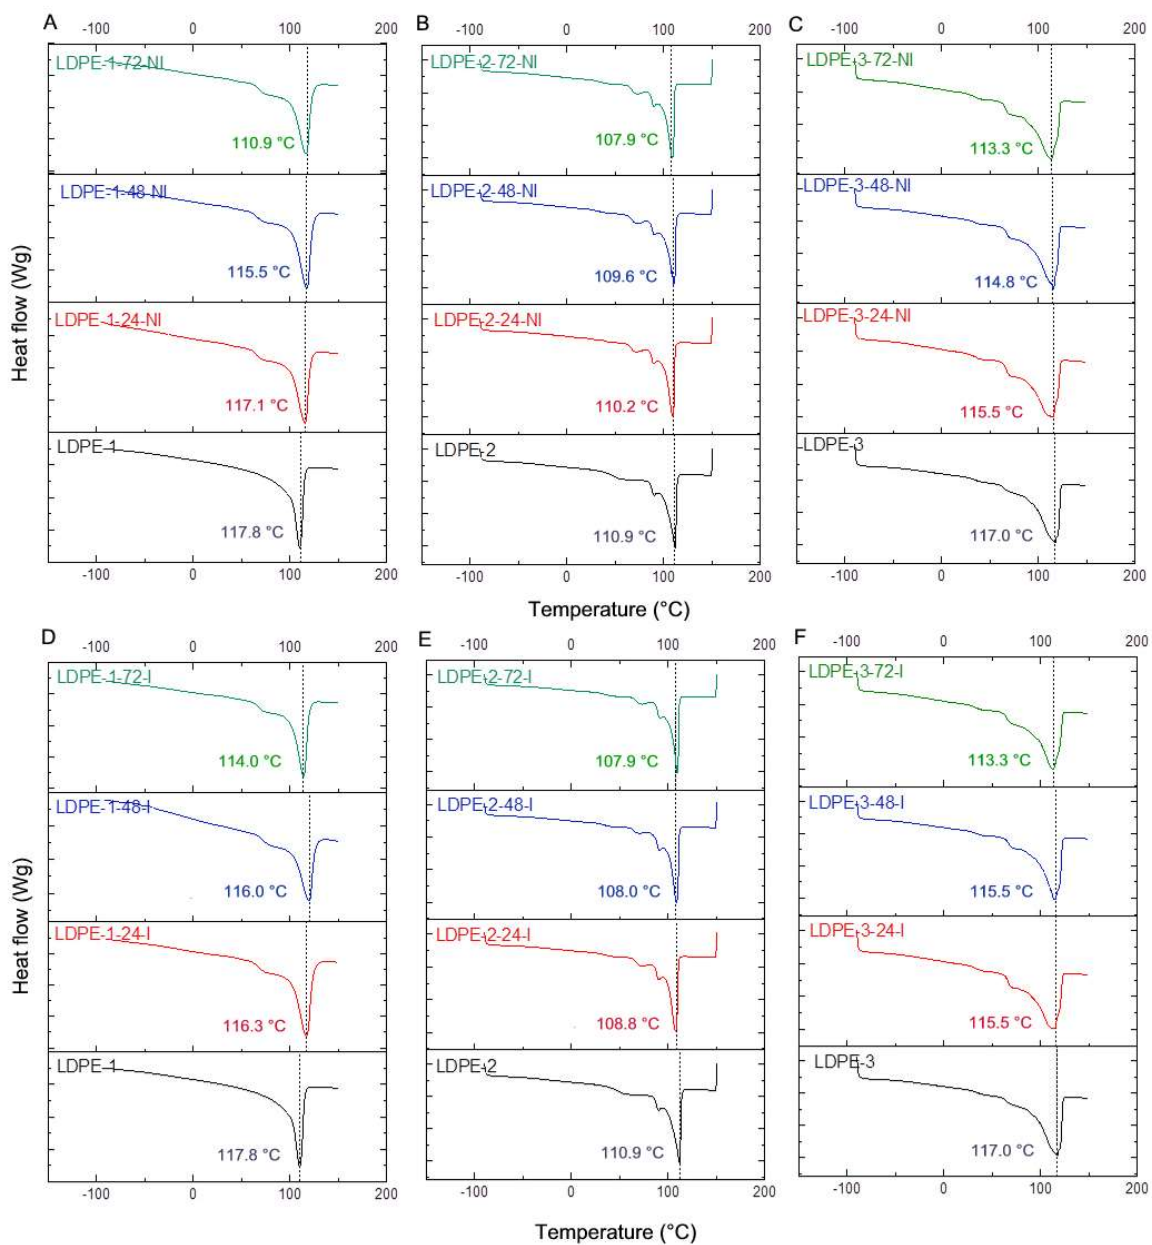 A
-100 0 100 200
LDPE-1-72-NI
110.9 °C
LDPE-1-48-NI
115.5 °C
LDPE-1-24-NI
117.1 °C
LDPE-1
117.8 °C
-100 0 100 200
B
-100 0 100 200
LDPE-2-72-NI
107.9 °C
LDPE-2-48-NI
109.6 °C
LDPE-2-24-NI
110.2 °C
LDPE-2
110.9 °C
-100 0 100 200
C
-100 0 100 200
LDPE-3-72-NI
113.3 °C
LDPE-3-48-NI
114.8 °C
LDPE-3-24-NI
115.5 °C
LDPE-3
117.0 °C
-100 0 100 200
Heat flow (Wg)
Temperature (°C)
D
-100 0 100 200
LDPE-1-72-I
114.0 °C
LDPE-1-48-I
116.0 °C
LDPE-1-24-I
116.3 °C
LDPE-1
117.8 °C
-100 0 100 200
E
-100 0 100 200
LDPE-2-72-I
107.9 °C
LDPE-2-48-I
108.0 °C
LDPE-2-24-I
108.8 °C
LDPE-2
110.9 °C
-100 0 100 200
F
-100 0 100 200
LDPE-3-72-I
113.3 °C
LDPE-3-48-I
115.5 °C
LDPE-3-24-I
115.5 °C
LDPE-3
117.0 °C
-100 0 100 200
Heat flow (Wg)
Temperature (°C)